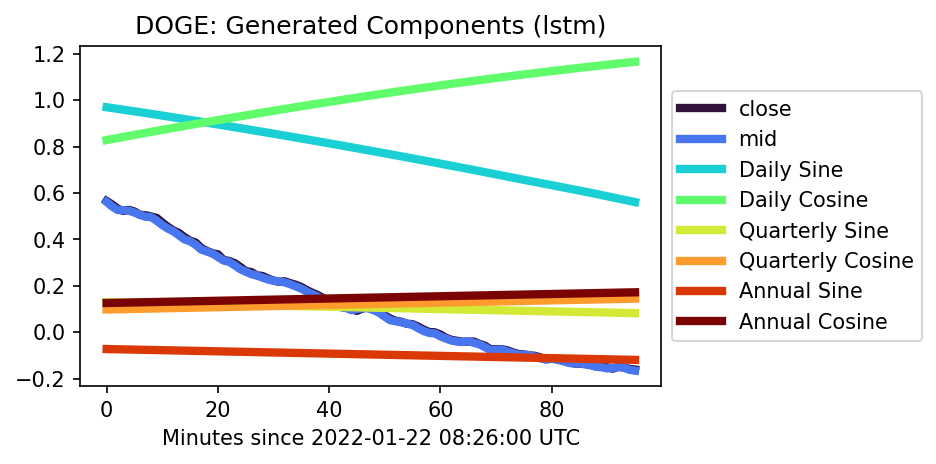 DOGE: Generated Components (lstm)
1.2
1.0
0.8
0.6
0.4
0.2
0.0
−0.2
0 20 40 60 80
Minutes since 2022-01-22 08:26:00 UTC
close
mid
Daily Sine
Daily Cosine
Quarterly Sine
Quarterly Cosine
Annual Sine
Annual Cosine